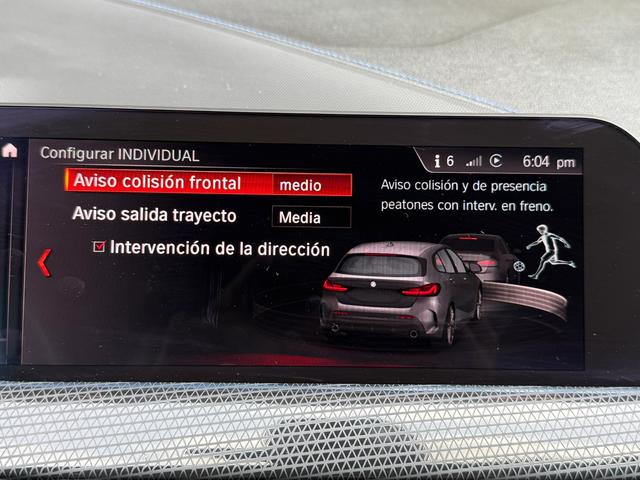 Configurar INDIVIDUAL
6 6:04 pm
Aviso colisión frontal medio
Aviso salida trayecto Media
Intervención de la dirección
Aviso colisión y de presencia
peatones con interv. en freno.